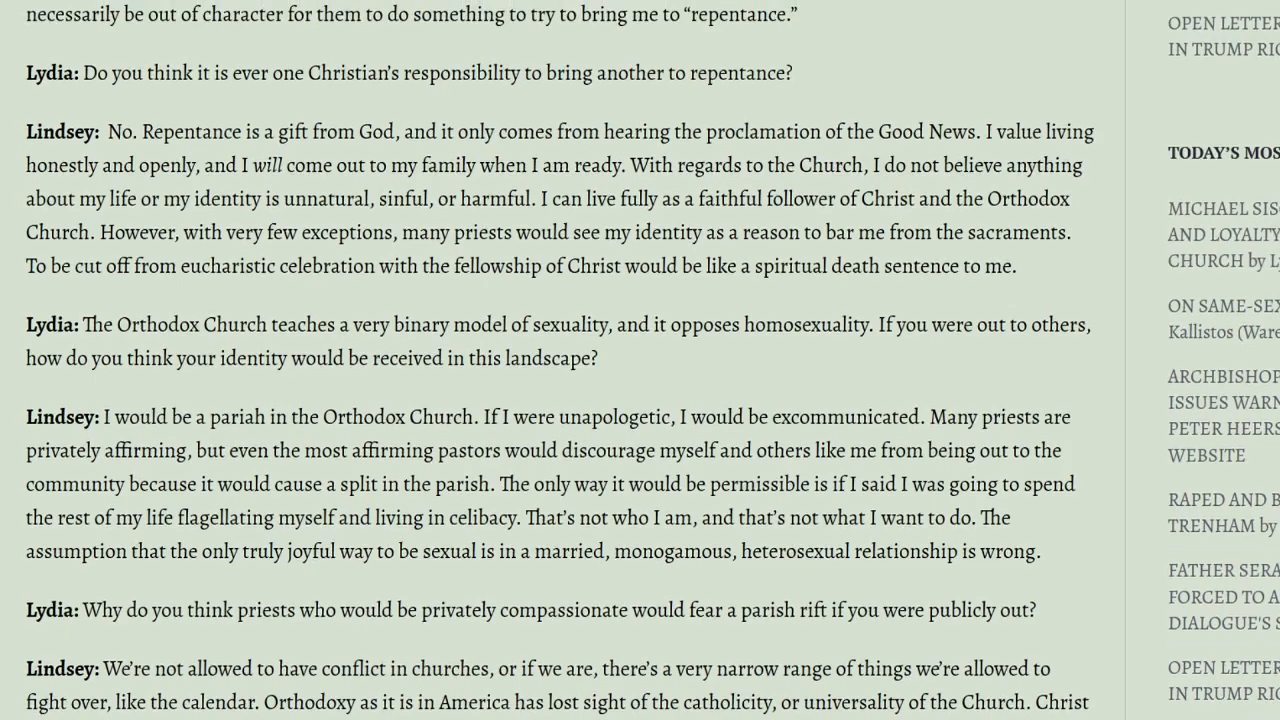 necessarily be out of character for them to do something to try to bring me to “repentance.”
Lydia: Do you think it is ever one Christian’s responsibility to bring another to repentance?
Lindsey: No. Repentance is a gift from God, and it only comes from hearing the proclamation of the Good News. I value living
honestly and openly, and I will come out to my family when I am ready. With regards to the Church, I do not believe anything
about my life or my identity is unnatural, sinful, or harmful. I can live fully as a faithful follower of Christ and the Orthodox
Church. However, with very few exceptions, many priests would see my identity as a reason to bar me from the sacraments.
To be cut off from eucharistic celebration with the fellowship of Christ would be like a spiritual death sentence to me.
Lydia: The Orthodox Church teaches a very binary model of sexuality, and it opposes homosexuality. If you were out to others,
how do you think your identity would be received in this landscape?
Lindsey: I would be a pariah in the Orthodox Church. If I were unapologetic, I would be excommunicated. Many priests are
privately affirming, but even the most affirming pastors would discourage myself and others like me from being out to the
community because it would cause a split in the parish. The only way it would be permissible is if I said I was going to spend
the rest of my life flagellating myself and living in celibacy. That’s not who I am, and that’s not what I want to do. The
assumption that the only truly joyful way to be sexual is in a married, monogamous, heterosexual relationship is wrong.
Lydia: Why do you think priests who would be privately compassionate would fear a parish rift if you were publicly out?
Lindsey: We’re not allowed to have conflict in churches, or if we are, there’s a very narrow range of things we’re allowed to
fight over, like the calendar. Orthodoxy as it is in America has lost sight of the catholicity, or universality of the Church. Christ
OPEN LETTER
IN TRUMP
TODAY’S
MICHAEL
AND LOYALTY
CHURCH by
ON
Kallistos (Ware
ARCHBISHOP
ISSUES
PETER HEERS
WEBSITE
RAPED AND
TRENHAM by
FATHER
FORCED TO
DIALOGUE'S
OPEN LETTER
IN TRUMP